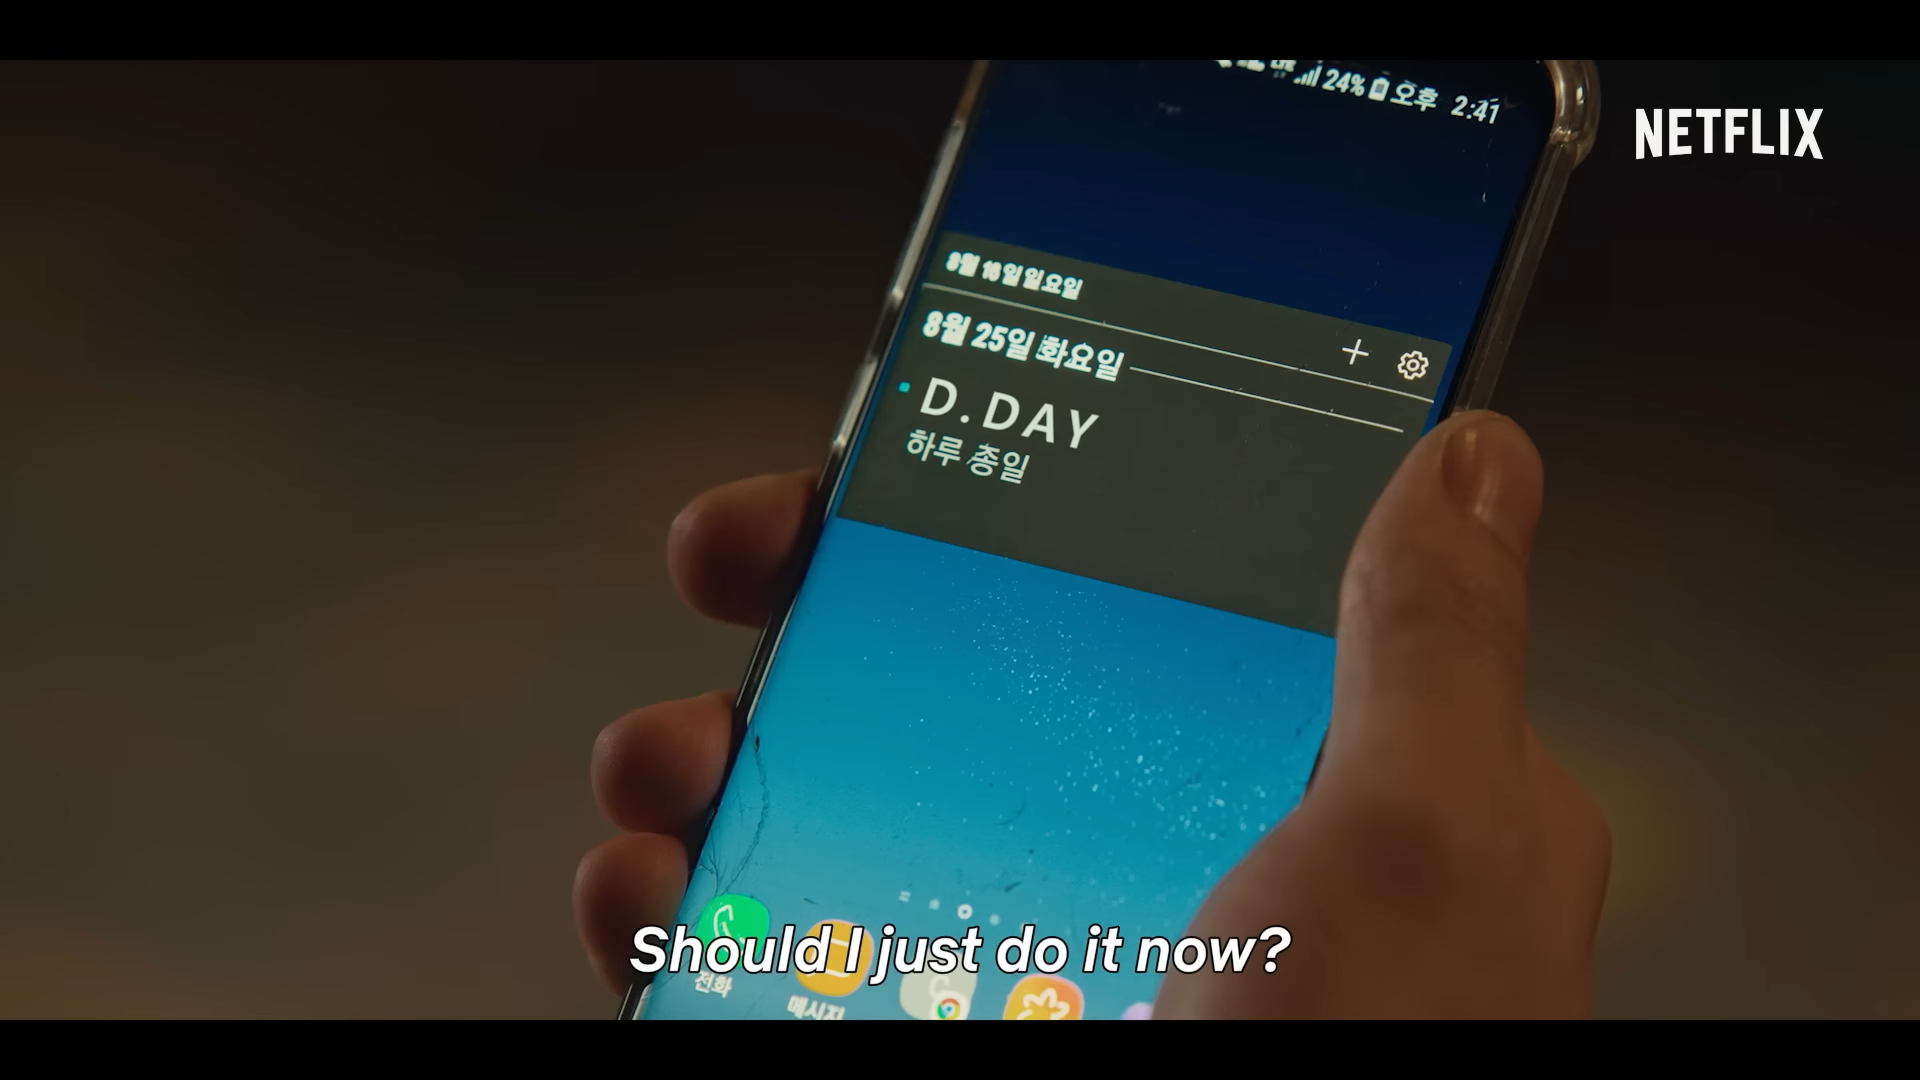 24% 오후 2:41
NETFLIX
8월 16일 일요일
8월 25일 화요일
D.DAY
하루 종일
Should I just do it now?
전화
메시지